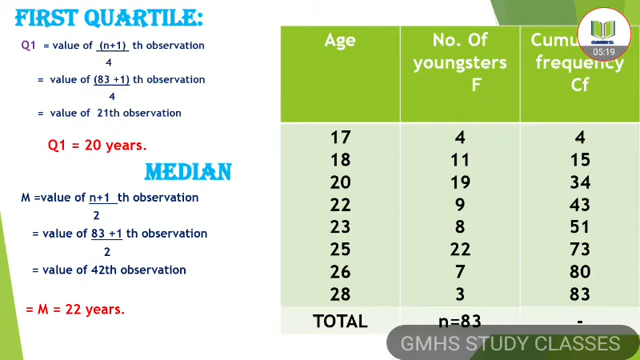 FIRST QUARTILE:
Q1 = value of (n+1) th observation
4
= value of (83 +1) th observation
4
= value of 21th observation
Q1 = 20 years.
MEDIAN
M =value of n+1 th observation
2
= value of 83 +1 th observation
2
= value of 42th observation
= M = 22 years.
Age No. Of youngsters F frequency Cf
17 4 4
18 11 15
20 19 34
22 9 43
23 8 51
25 22 73
26 7 80
28 3 83
TOTAL n=83 -
05:19
GMHS STUDY CLASSES